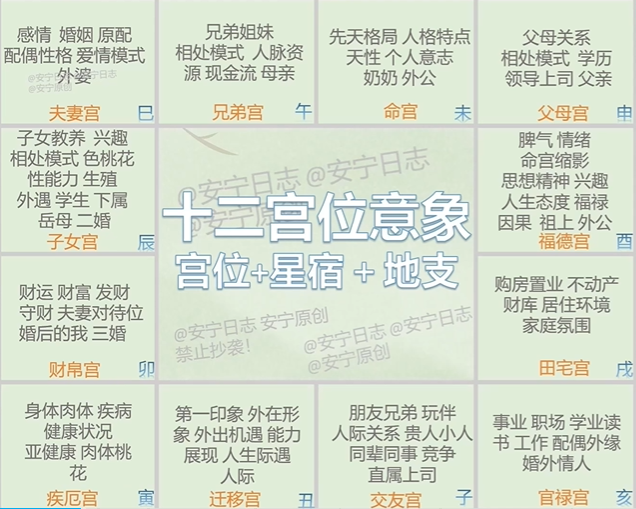 感情 婚姻 原配
配偶性格 爱情模式
外婆
@安宁日志
@安宁原创
夫妻宫 巳
兄弟姐妹
相处模式 人脉资
源 现金流 母亲
兄弟宫 午
先天格局 人格特点
天性 个人意志
奶奶 外公
命宫 未
父母关系
相处模式 学历
领导上司 父亲
父母宫 申
子女教养 兴趣
相处模式 色桃花
性能力 生殖
外遇 学生 下属
岳母 二婚
子女宫 辰
@安宁日志 @安宁日志
十二宫位意象
宫位+星宿 + 地支
@安宁日志 安宁原创
禁止抄袭!
@安宁日志 @安宁日志
@安宁原创
脾气 情绪
命宫缩影
思想精神 兴趣
人生态度 福禄
因果 祖上 外公
福德宫 酉
财运 财富 发财
守财 夫妻对待位
婚后的我 三婚
财帛宫 卯
购房置业 不动产
财库 居住环境
家庭氛围
田宅宫 戌
身体肉体 疾病
健康状况
亚健康 肉体桃
花
疾厄宫 寅
第一印象 外在形
象 外出机遇 能力
展现 人生际遇
人际
迁移宫 丑
朋友兄弟 玩伴
人际关系 贵人小人
同辈同事 竞争
直属上司
交友宫 子
事业 职场 学业读
书 工作 配偶外缘
婚外情人
官禄宫 亥